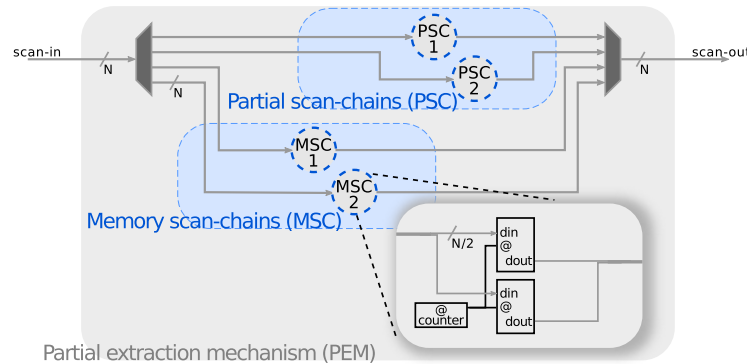 scan-in
N
N
PSC
1
PSC
2
Partial scan-chains (PSC)
scan-out
N
MSC
1
MSC
2
Memory scan-chains (MSC)
N/2
din
@
dout
din
@
dout
@
counter
Partial extraction mechanism (PEM)